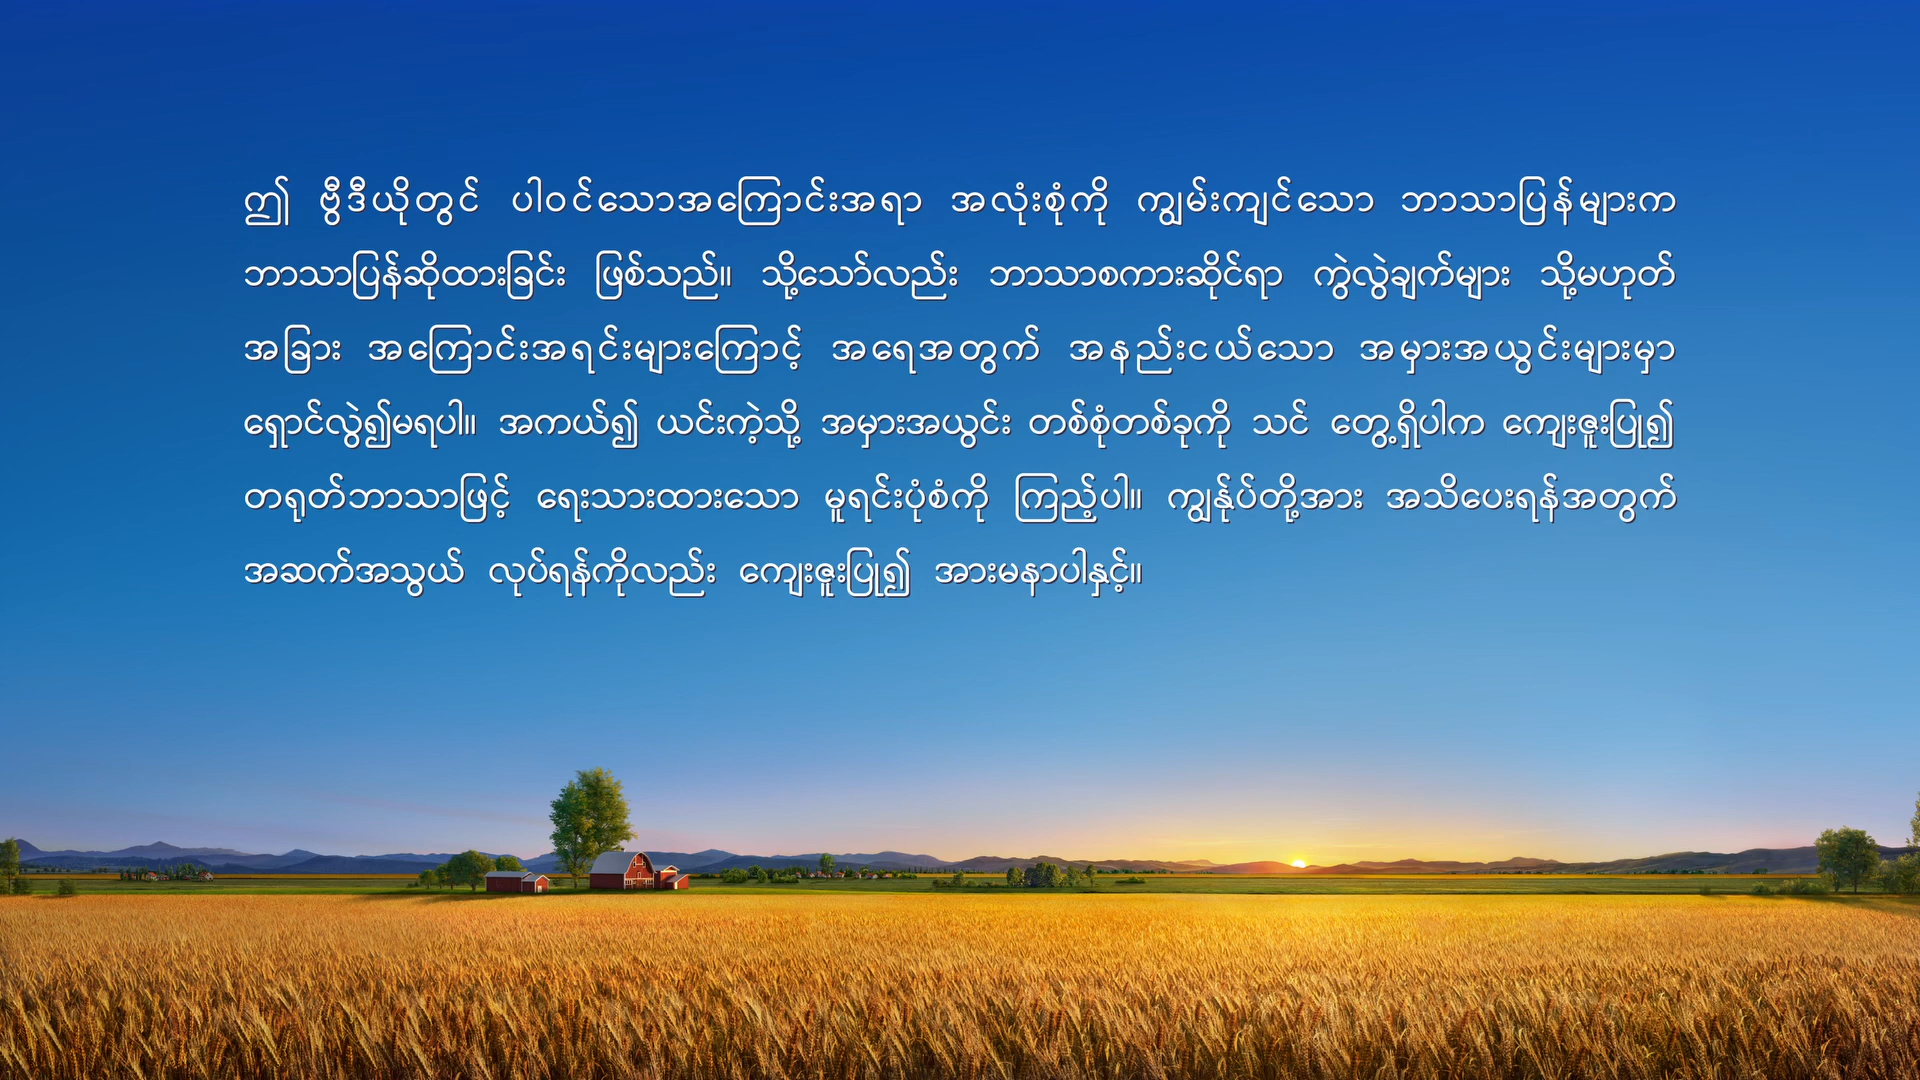 ဤ ဗွီဒီယိုတွင် ပါဝင်သောအကြောင်းအရာ အလုံးစုံကို ကျွမ်းကျင်သော ဘာသာပြန်များက
ဘာသာပြန်ဆိုထားခြင်း ဖြစ်သည်။ သို့သော်လည်း ဘာသာစကားဆိုင်ရာ ကွဲလွဲချက်များ သို့မဟုတ်
အခြား အကြောင်းအရင်းများကြောင့် အရေအတွက် အနည်းငယ်သော အမှားအယွင်းများမှာ
ရှောင်လွဲ၍မရပါ။ အကယ်၍ ယင်းကဲ့သို့ အမှားအယွင်း တစ်စုံတစ်ခုကို သင် တွေ့ရှိပါက ကျေးဇူးပြု၍
တရုတ်ဘာသာဖြင့် ရေးသားထားသော မူရင်းပုံစံကို ကြည့်ပါ။ ကျွန်ုပ်တို့အား အသိပေးရန်အတွက်
အဆက်အသွယ် လုပ်ရန်ကိုလည်း ကျေးဇူးပြု၍ အားမနာပါနှင့်။